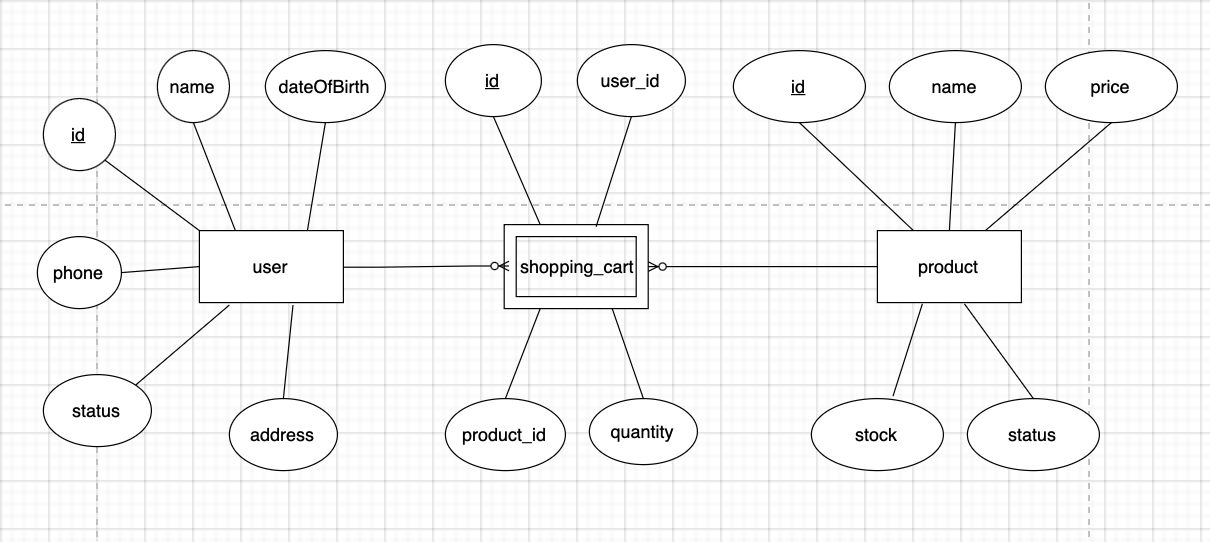 id
name
dateOfBirth
id
user_id
id
name
price
phone
user
shopping_cart
product
status
address
product_id
quantity
stock
status